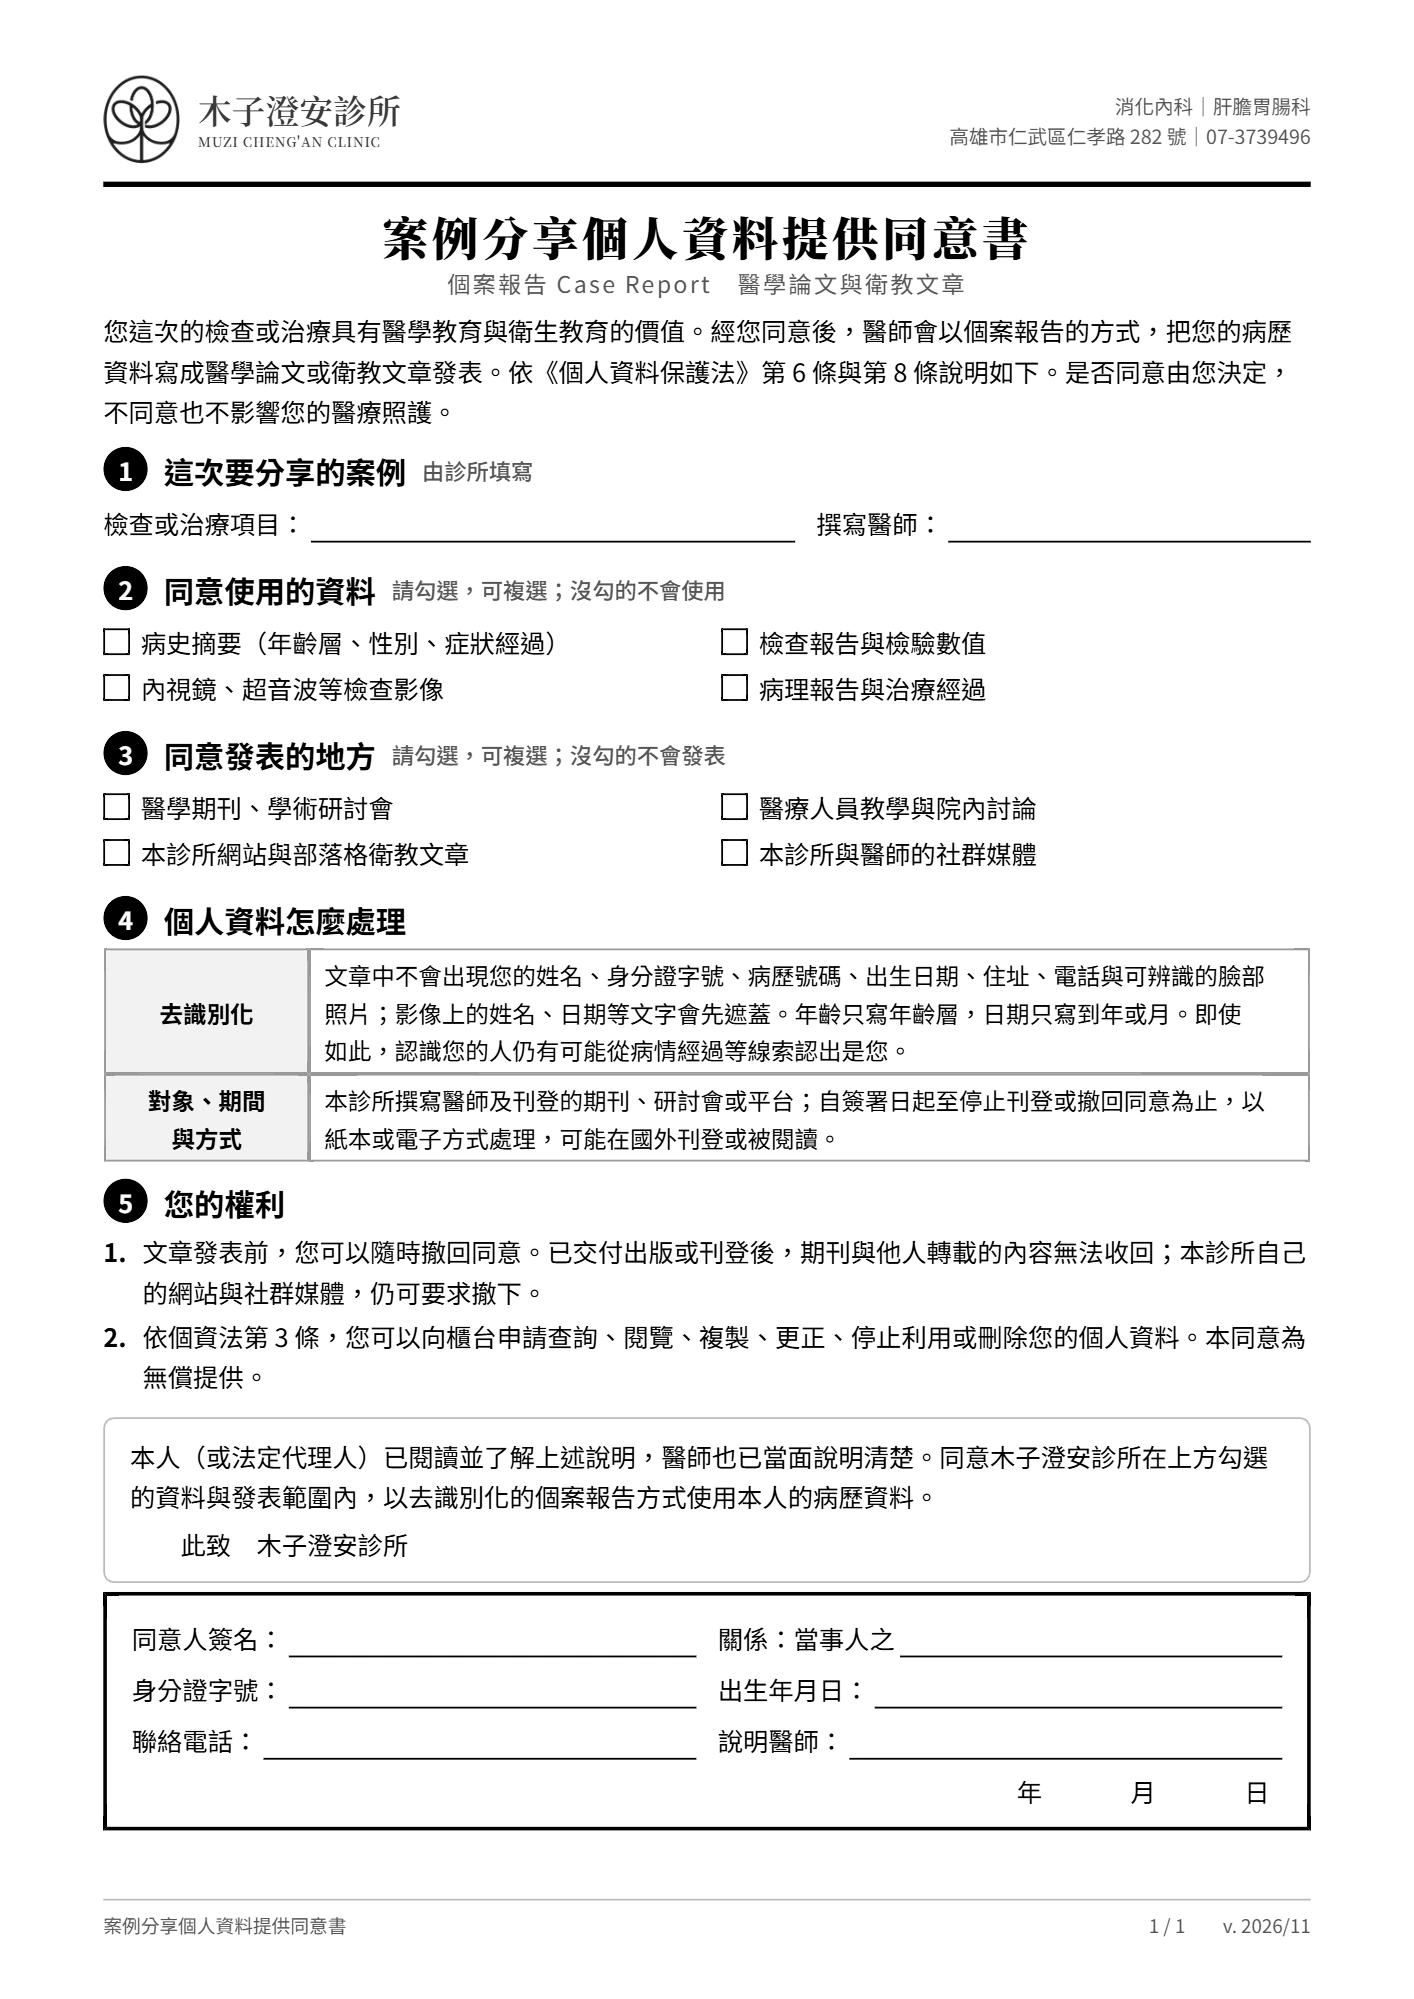 木子澄安診所
MUZI CHENG'AN CLINIC
消化內科｜肝膽胃腸科
高雄市仁武區仁孝路 282 號｜07-3739496
案例分享個人資料提供同意書
個案報告 Case Report　醫學論文與衛教文章
您這次的檢查或治療具有醫學教育與衛生教育的價值。經您同意後，醫師會以個案報告的方式，把您的病歷
資料寫成醫學論文或衛教文章發表。依《個人資料保護法》第 6 條與第 8 條說明如下。是否同意由您決定，
不同意也不影響您的醫療照護。
1 這次要分享的案例 由診所填寫
檢查或治療項目： 撰寫醫師：
2 同意使用的資料 請勾選，可複選；沒勾的不會使用
病史摘要（年齡層、性別、症狀經過） 檢查報告與檢驗數值
內視鏡、超音波等檢查影像 病理報告與治療經過
3 同意發表的地方 請勾選，可複選；沒勾的不會發表
醫學期刊、學術研討會 醫療人員教學與院內討論
本診所網站與部落格衛教文章 本診所與醫師的社群媒體
4 個人資料怎麼處理
去識別化
文章中不會出現您的姓名、身分證字號、病歷號碼、出生日期、住址、電話與可辨識的臉部
照片；影像上的姓名、日期等文字會先遮蓋。年齡只寫年齡層，日期只寫到年或月。即使
如此，認識您的人仍有可能從病情經過等線索認出是您。
對象、期間
與方式
本診所撰寫醫師及刊登的期刊、研討會或平台；自簽署日起至停止刊登或撤回同意為止，以
紙本或電子方式處理，可能在國外刊登或被閱讀。
5 您的權利
1. 文章發表前，您可以隨時撤回同意。已交付出版或刊登後，期刊與他人轉載的內容無法收回；本診所自己
的網站與社群媒體，仍可要求撤下。
2. 依個資法第 3 條，您可以向櫃台申請查詢、閱覽、複製、更正、停止利用或刪除您的個人資料。本同意為
無償提供。
本人（或法定代理人）已閱讀並了解上述說明，醫師也已當面說明清楚。同意木子澄安診所在上方勾選
的資料與發表範圍內，以去識別化的個案報告方式使用本人的病歷資料。
此致　木子澄安診所
同意人簽名： 關係：當事人之
身分證字號： 出生年月日：
聯絡電話： 說明醫師：
年 月 日
案例分享個人資料提供同意書 1 / 1 v. 2026/11